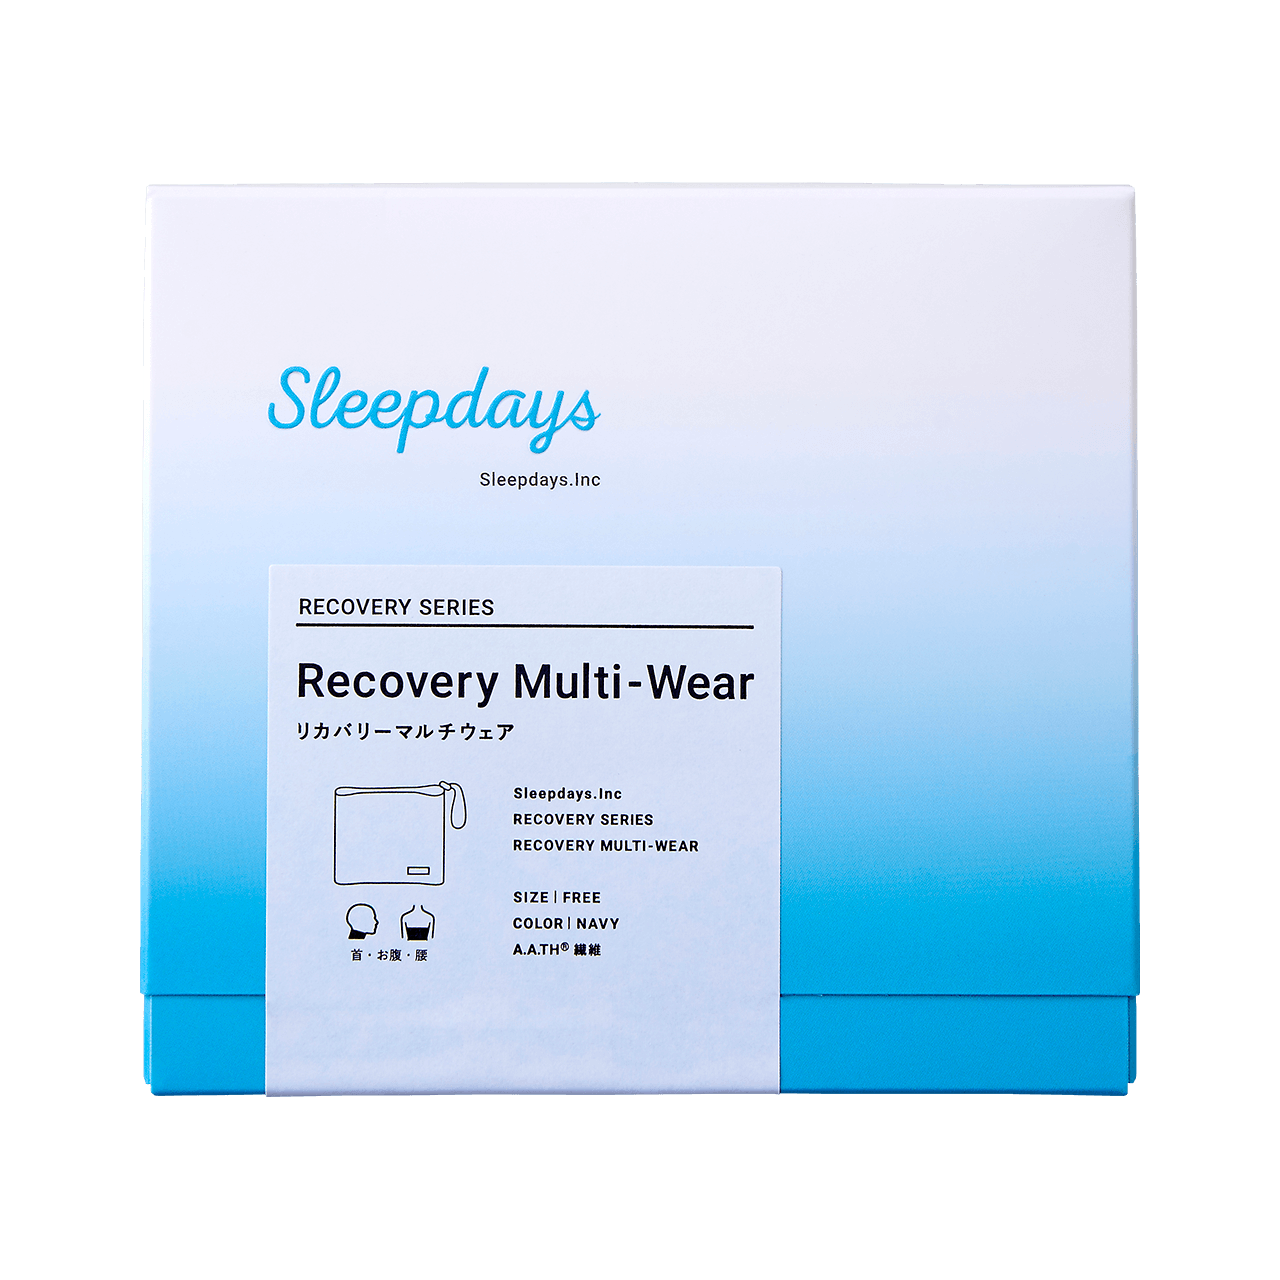 Sleepdays
Sleepdays.Inc
RECOVERY SERIES
Recovery Multi-Wear
リカバリーマルチウェア
Sleepdays.Inc
RECOVERY SERIES
RECOVERY MULTI-WEAR
SIZE | FREE
COLOR | NAVY
A.A.TH® 繊維
首・お腹・腰